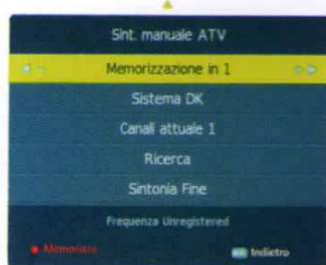 Sint. manuale ATV
Memorizzazione in 1
Sistema DK
Canali attuale 1
Ricerca
Sintonia Fine
Frequenza Unregistered
Memorizza
Indietro